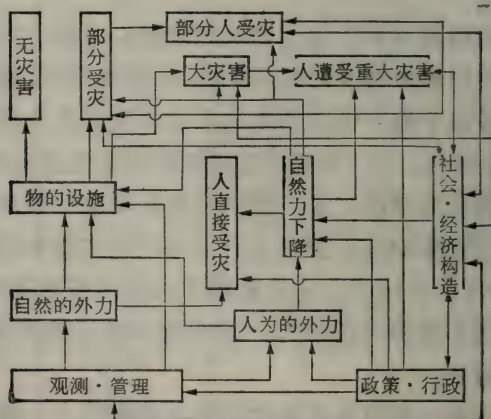 部分人受灾
无灾害
部分受灾
大灾害
人遭受重大灾害
物的设施
人直接受灾
自然力下降
社会·经济构造
自然的外力
人为的外力
观测·管理
政策·行政